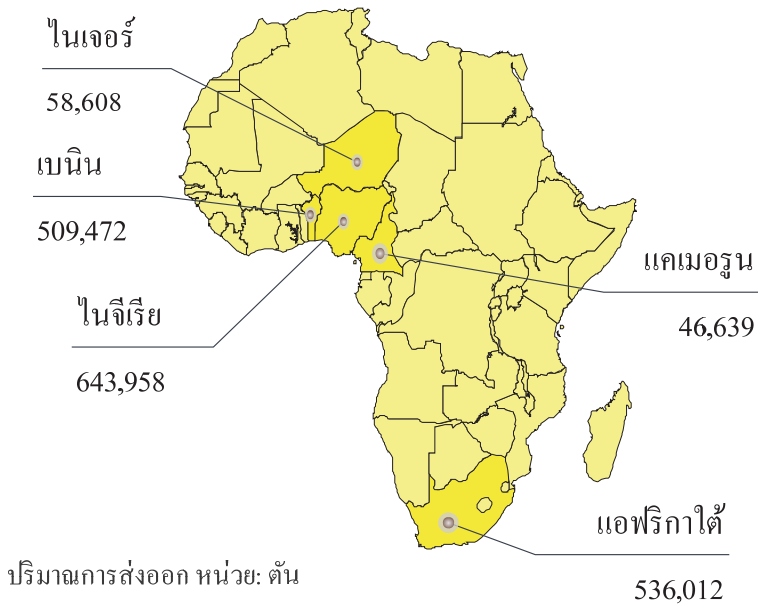 ไนเจอร์
58,608
เบนิน
509,472
ไนจีเรีย
643,958
แคเมอรูน
46,639
แอฟริกาใต้
536,012
ปริมาณการส่งออก หน่วย: ตัน